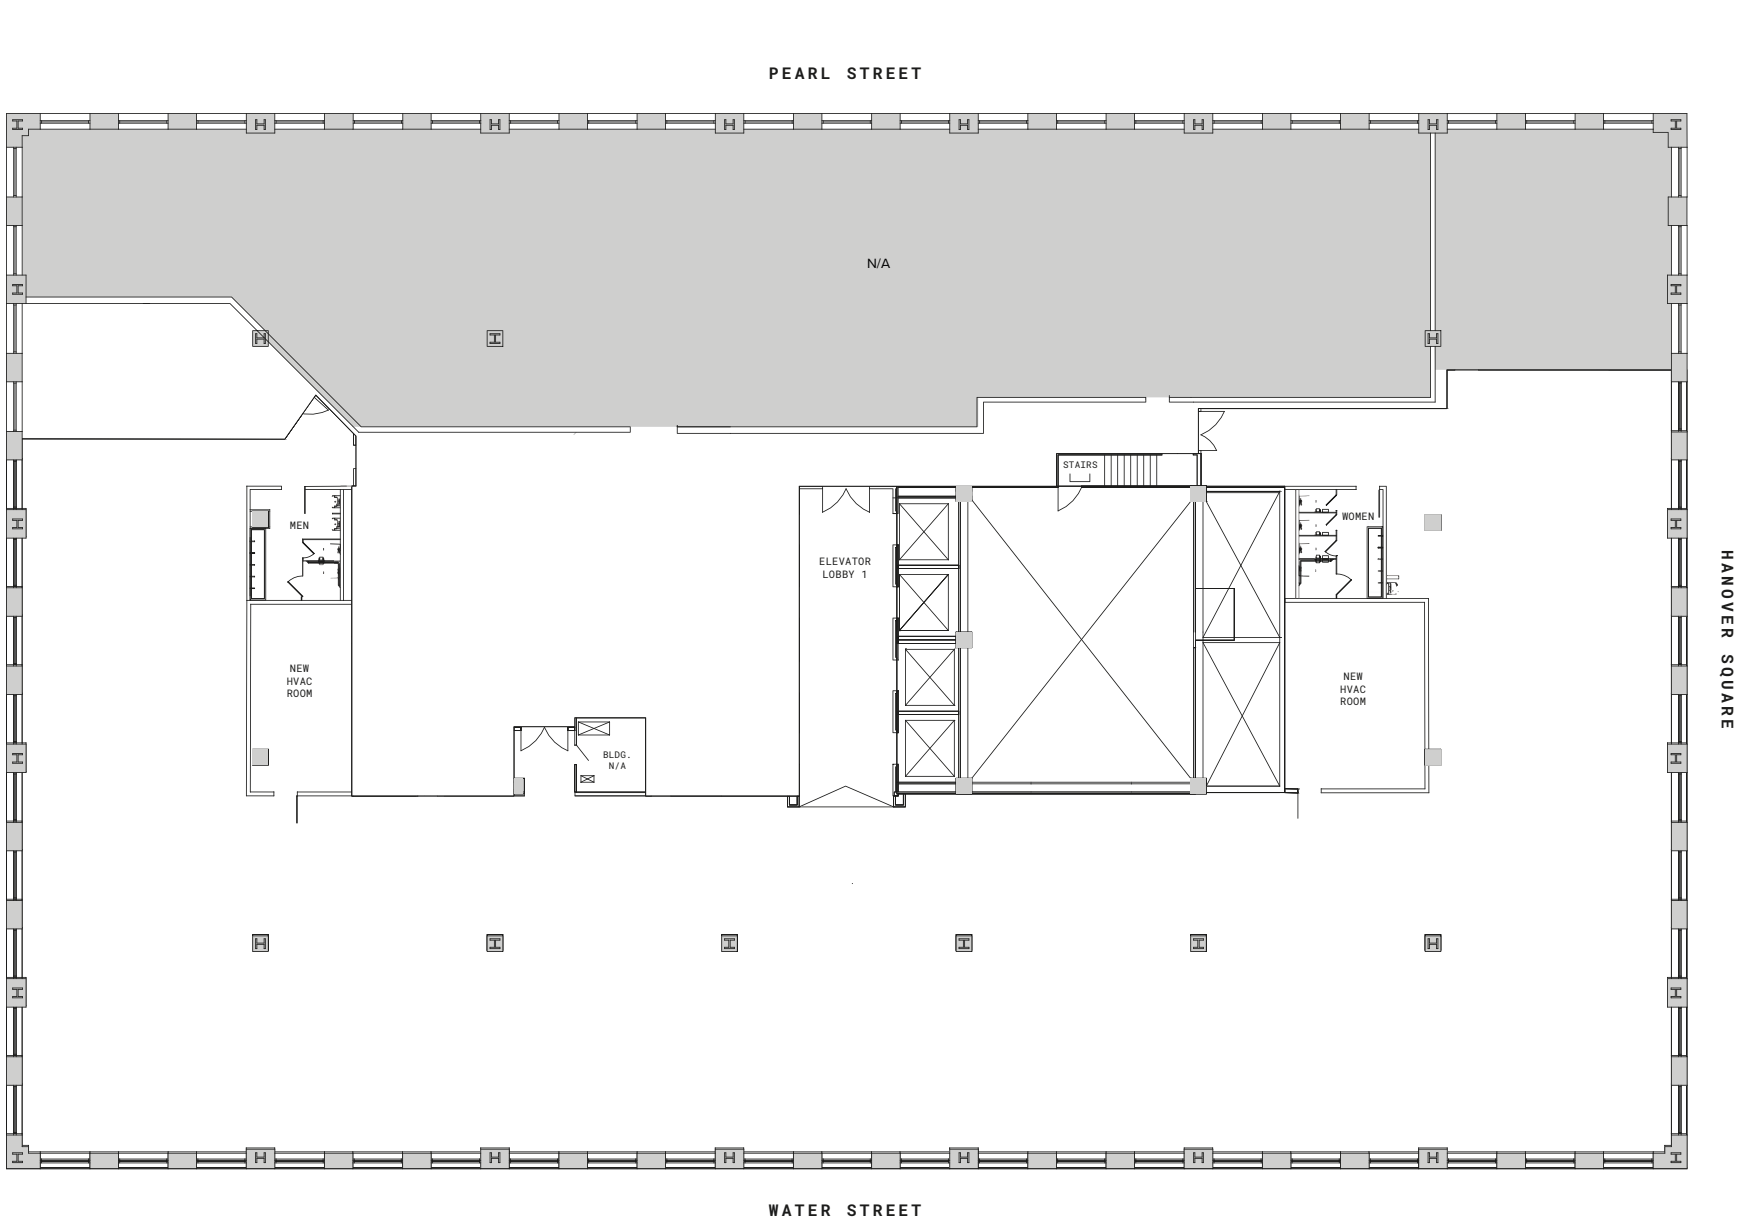 PEARL STREET
N/A
STAIRS
MEN
WOMEN
ELEVATOR
LOBBY 1
HANOVER SQUARE
NEW
HVAC
ROOM
NEW
HVAC
ROOM
BLDG.
N/A
WATER STREET